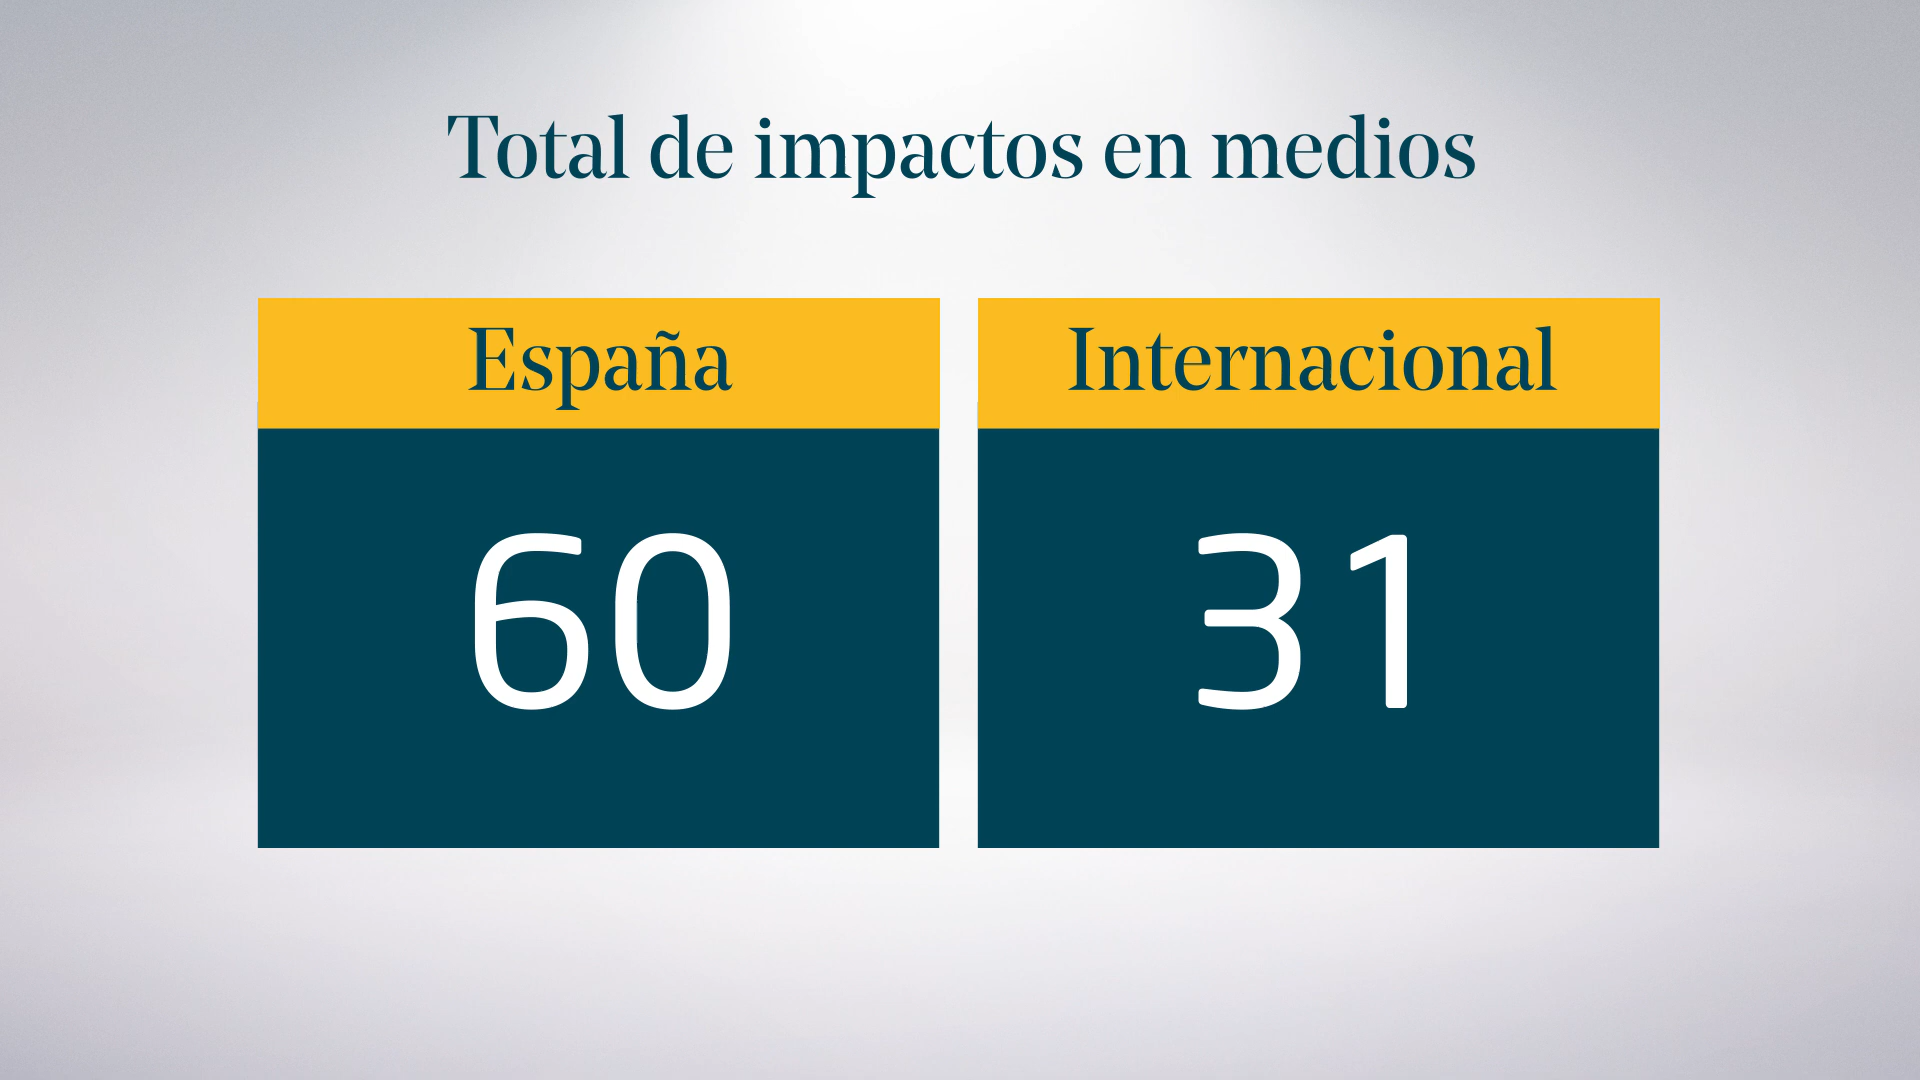 Total de impactos en medios
España
Internacional
60
31